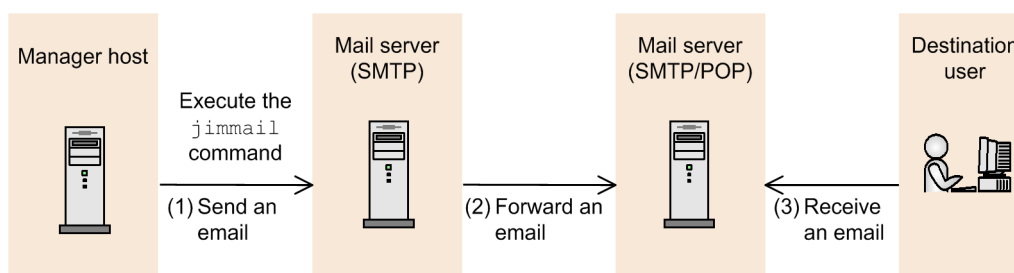 Manager host
Execute the
jimmail
command
(1) Send an
email
Mail server
(SMTP)
(2) Forward an
email
Mail server
(SMTP/POP)
(3) Receive
an email
Destination
user